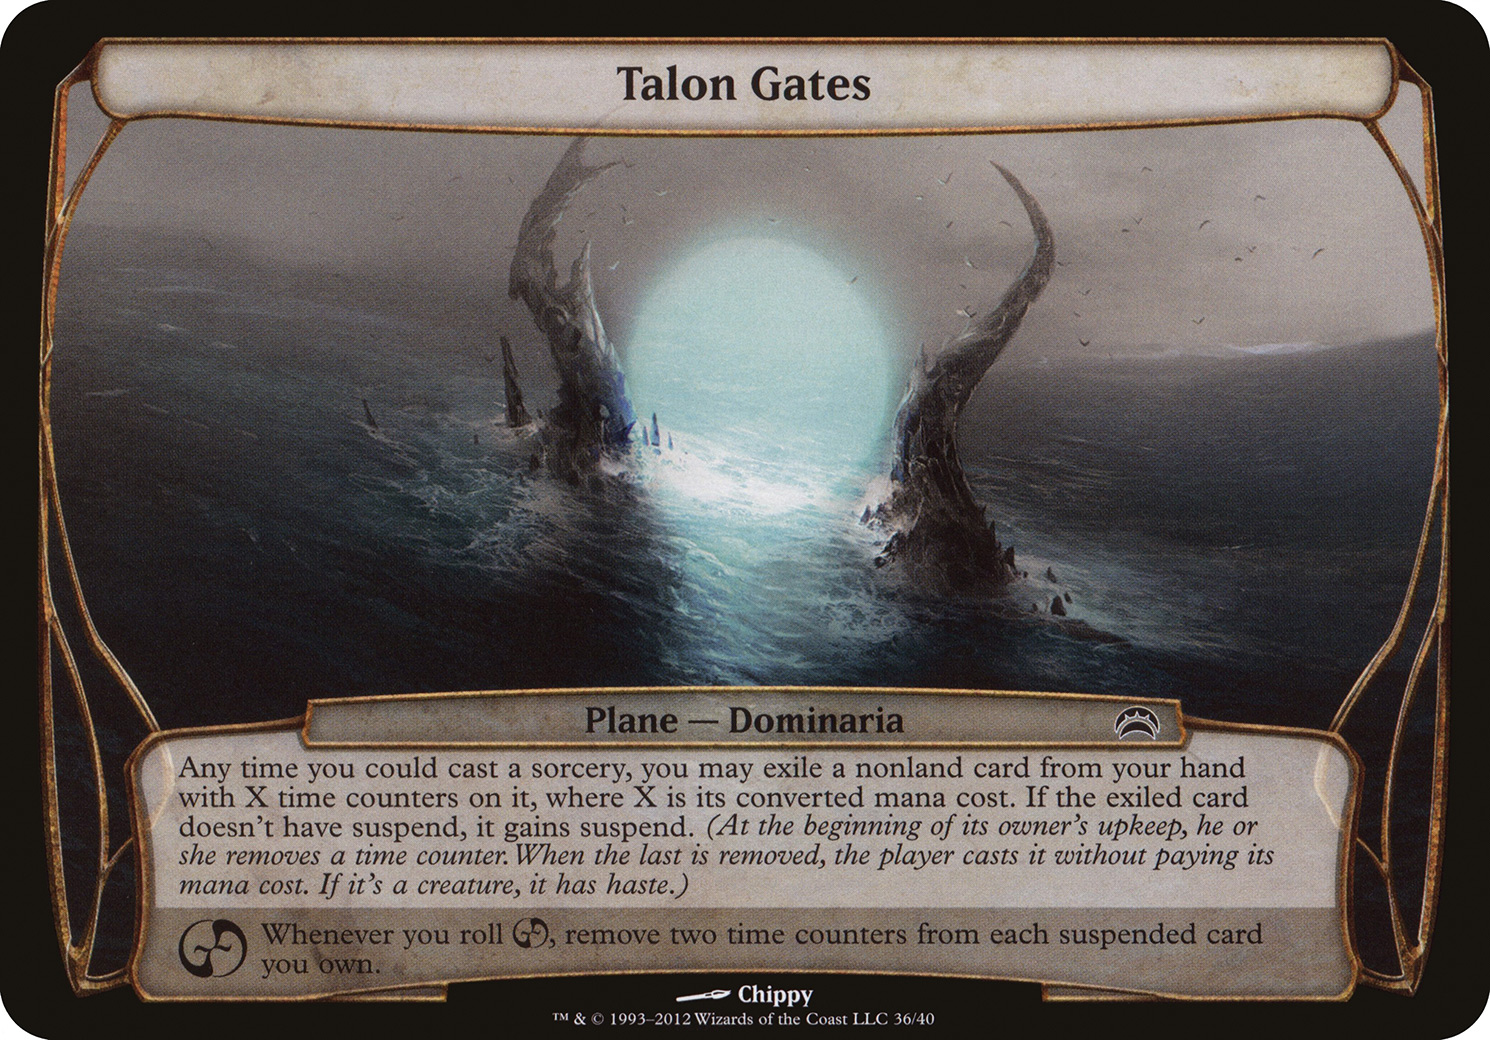 Talon Gates
Plane — Dominaria
Any time you could cast a sorcery, you may exile a nonland card from your hand
with X time counters on it, where X is its converted mana cost. If the exiled card
doesn't have suspend, it gains suspend. (At the beginning of its owner's upkeep, he or
she removes a time counter. When the last is removed, the player casts it without paying its
mana cost. If it's a creature, it has haste.)
Whenever you roll , remove two time counters from each suspended card
you own.
Chippy
™ & © 1993–2012 Wizards of the Coast LLC 36/40